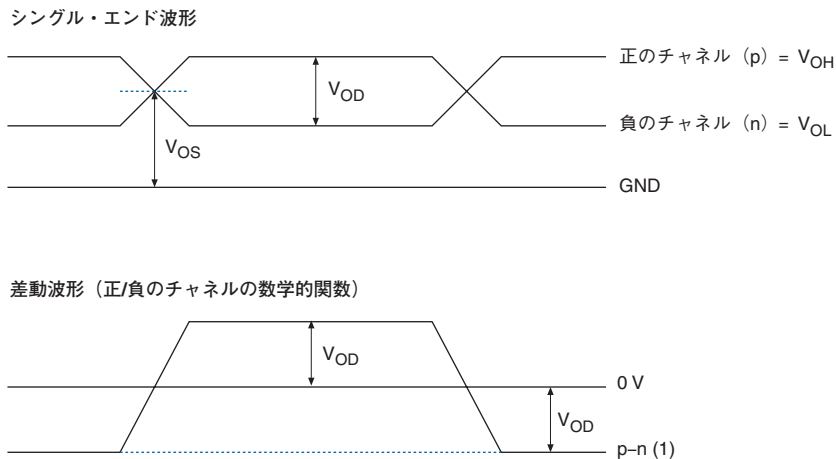 シングル・エンド波形
正のチャネル（p）= VOH
VOD
負のチャネル（n）= VOL
VOS
GND
差動波形（正/負のチャネルの数学的関数）
VOD
0 V
VOD
p−n (1)